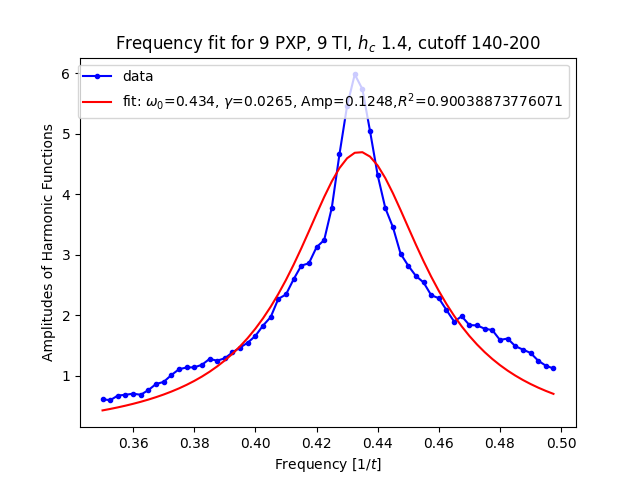 Frequency fit for 9 PXP, 9 TI, $h_c$ 1.4, cutoff 140-200
data
fit: $\omega_0$=0.434, $\gamma$=0.0265, Amp=0.1248,$R^2$=0.90038873776071
Amplitudes of Harmonic Functions
6
5
4
3
2
1
0.36 0.38 0.40 0.42 0.44 0.46 0.48 0.50
Frequency [1/$t$]